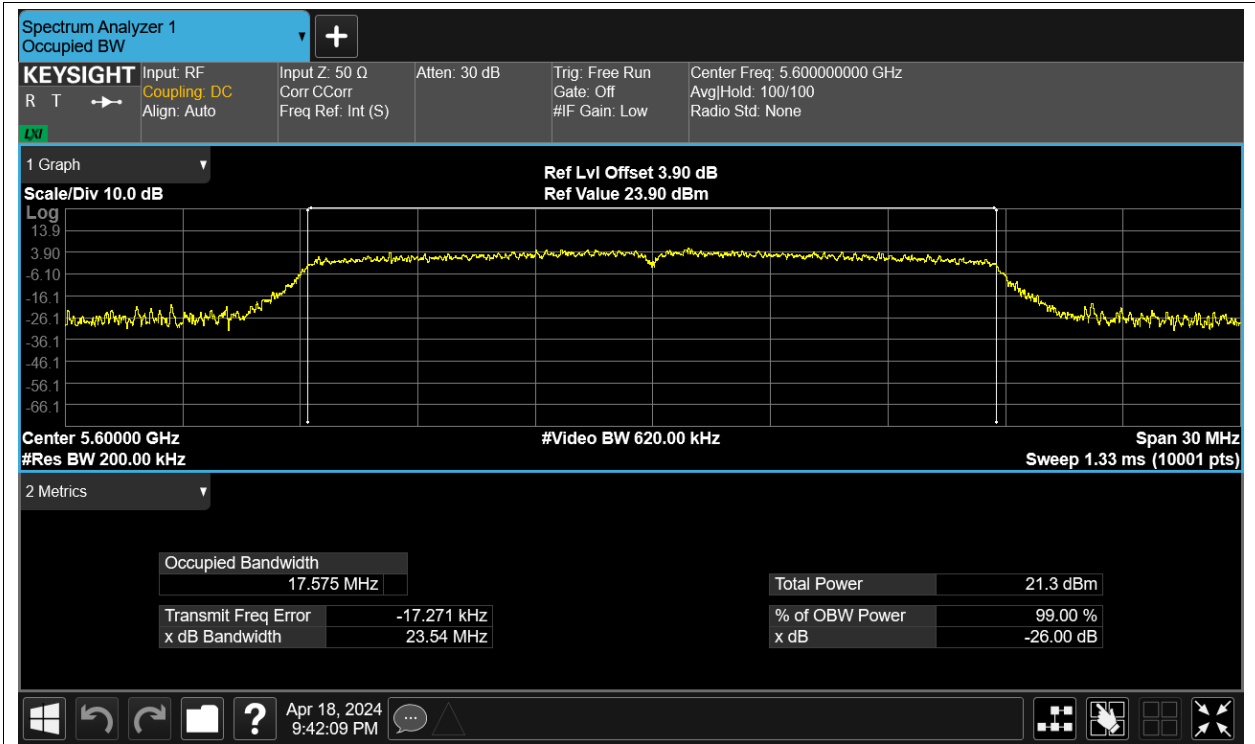 Spectrum Analyzer 1
Occupied BW
KEYSIGHT
R T
LXI
Input: RF
Coupling: DC
Align: Auto
Input Z: 50 Ω
Corr CCorr
Freq Ref: Int (S)
Atten: 30 dB
Trig: Free Run
Gate: Off
#IF Gain: Low
Center Freq: 5.600000000 GHz
Avg|Hold: 100/100
Radio Std: None
1 Graph
Scale/Div 10.0 dB
Ref Lvl Offset 3.90 dB
Ref Value 23.90 dBm
Log
13.9
3.90
-6.10
-16.1
-26.1
-36.1
-46.1
-56.1
-66.1
Center 5.60000 GHz
#Res BW 200.00 kHz
#Video BW 620.00 kHz
Span 30 MHz
Sweep 1.33 ms (10001 pts)
2 Metrics
Occupied Bandwidth
17.575 MHz
Transmit Freq Error -17.271 kHz
x dB Bandwidth 23.54 MHz
Total Power 21.3 dBm
% of OBW Power 99.00 %
x dB -26.00 dB
?
Apr 18, 2024
9:42:09 PM